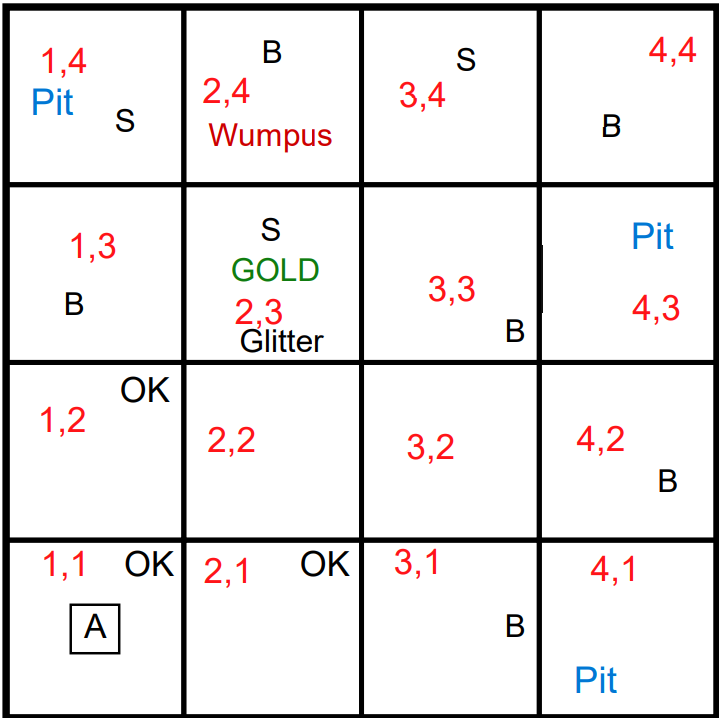 1,4
Pit
S
B
2,4
Wumpus
S
3,4
4,4
B
1,3
B
S
GOLD
2,3
Glitter
3,3
B
Pit
4,3
OK
1,2
2,2
3,2
4,2
B
1,1 OK
A
2,1 OK
3,1
B
4,1
Pit